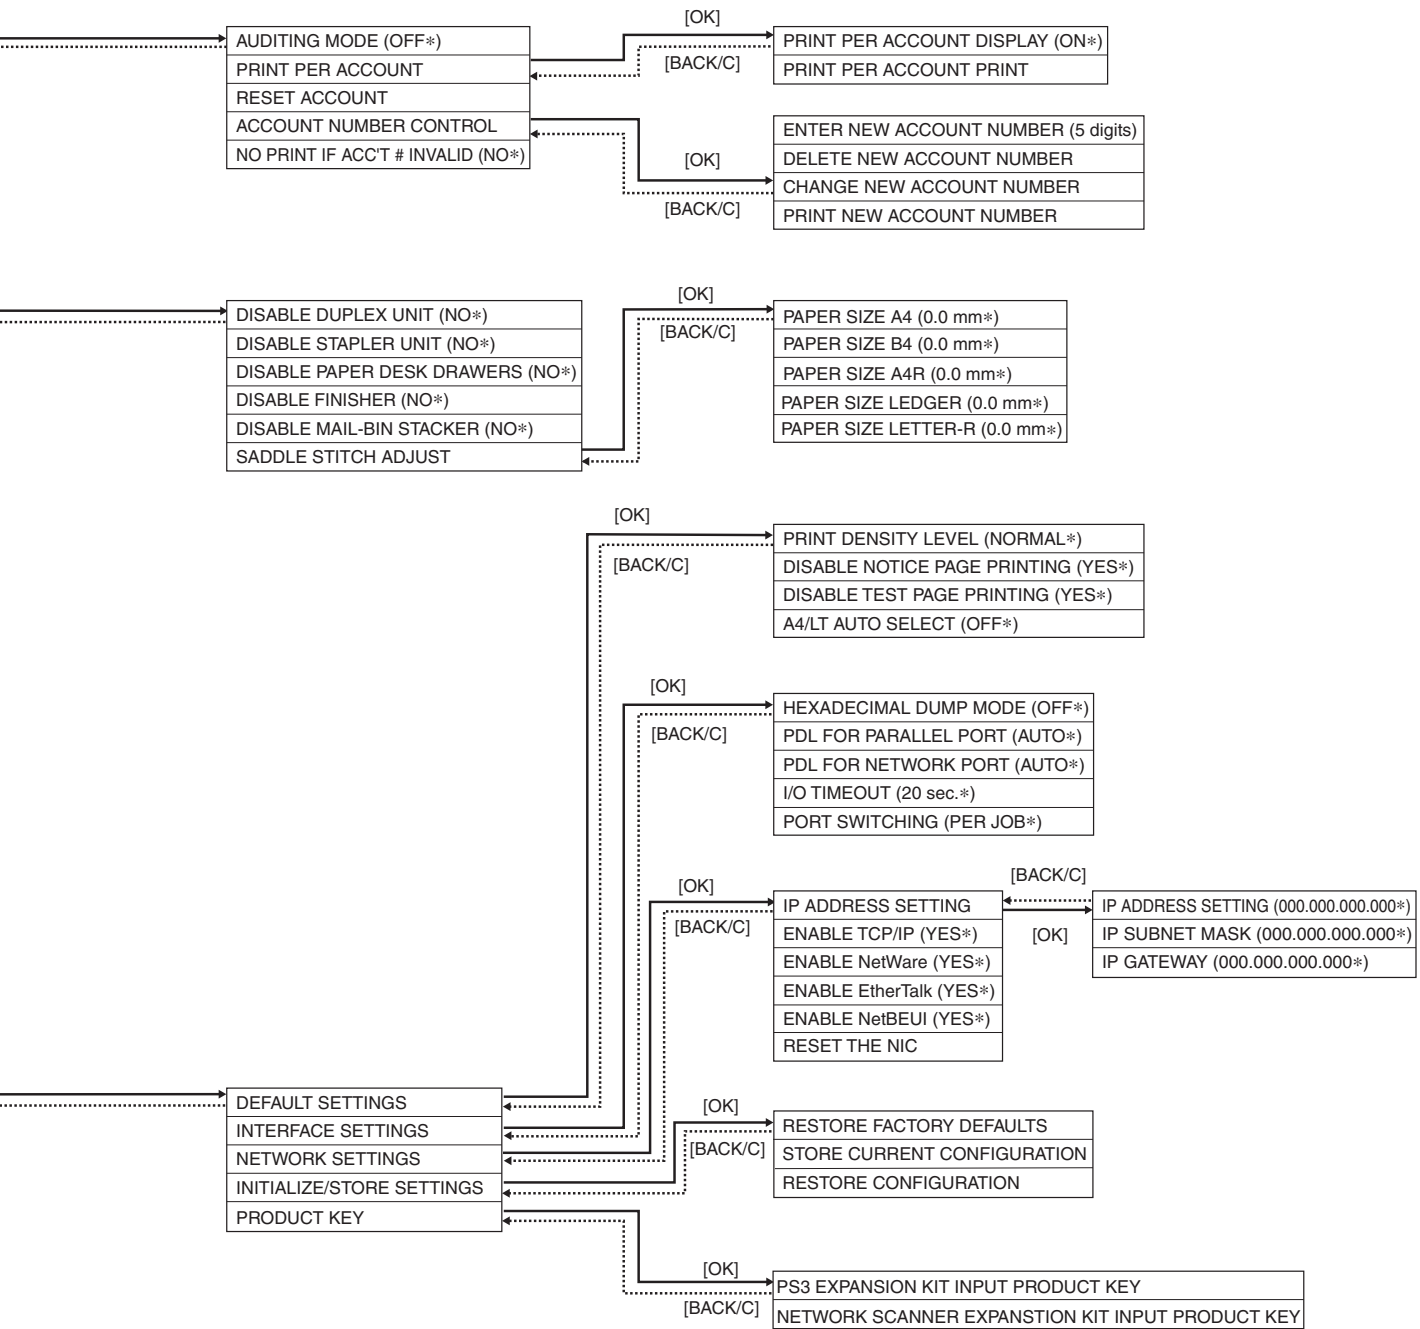 [OK]
AUDITING MODE (OFF*)
PRINT PER ACCOUNT
RESET ACCOUNT
ACCOUNT NUMBER CONTROL
NO PRINT IF ACC'T # INVALID (NO*)
PRINT PER ACCOUNT DISPLAY (ON*)
PRINT PER ACCOUNT PRINT
[BACK/C]
[OK]
[BACK/C]
ENTER NEW ACCOUNT NUMBER (5 digits)
DELETE NEW ACCOUNT NUMBER
CHANGE NEW ACCOUNT NUMBER
PRINT NEW ACCOUNT NUMBER
DISABLE DUPLEX UNIT (NO*)
DISABLE STAPLER UNIT (NO*)
DISABLE PAPER DESK DRAWERS (NO*)
DISABLE FINISHER (NO*)
DISABLE MAIL-BIN STACKER (NO*)
SADDLE STITCH ADJUST
[OK]
[BACK/C]
PAPER SIZE A4 (0.0 mm*)
PAPER SIZE B4 (0.0 mm*)
PAPER SIZE A4R (0.0 mm*)
PAPER SIZE LEDGER (0.0 mm*)
PAPER SIZE LETTER-R (0.0 mm*)
[OK]
[BACK/C]
PRINT DENSITY LEVEL (NORMAL*)
DISABLE NOTICE PAGE PRINTING (YES*)
DISABLE TEST PAGE PRINTING (YES*)
A4/LT AUTO SELECT (OFF*)
[OK]
[BACK/C]
HEXADECIMAL DUMP MODE (OFF*)
PDL FOR PARALLEL PORT (AUTO*)
PDL FOR NETWORK PORT (AUTO*)
I/O TIMEOUT (20 sec.*)
PORT SWITCHING (PER JOB*)
[OK]
[BACK/C]
IP ADDRESS SETTING
ENABLE TCP/IP (YES*)
ENABLE NetWare (YES*)
ENABLE EtherTalk (YES*)
ENABLE NetBEUI (YES*)
RESET THE NIC
[BACK/C]
[OK]
IP ADDRESS SETTING (000.000.000.000*)
IP SUBNET MASK (000.000.000.000*)
IP GATEWAY (000.000.000.000*)
DEFAULT SETTINGS
INTERFACE SETTINGS
NETWORK SETTINGS
INITIALIZE/STORE SETTINGS
PRODUCT KEY
[OK]
[BACK/C]
RESTORE FACTORY DEFAULTS
STORE CURRENT CONFIGURATION
RESTORE CONFIGURATION
[OK]
[BACK/C]
PS3 EXPANSION KIT INPUT PRODUCT KEY
NETWORK SCANNER EXPANSTION KIT INPUT PRODUCT KEY